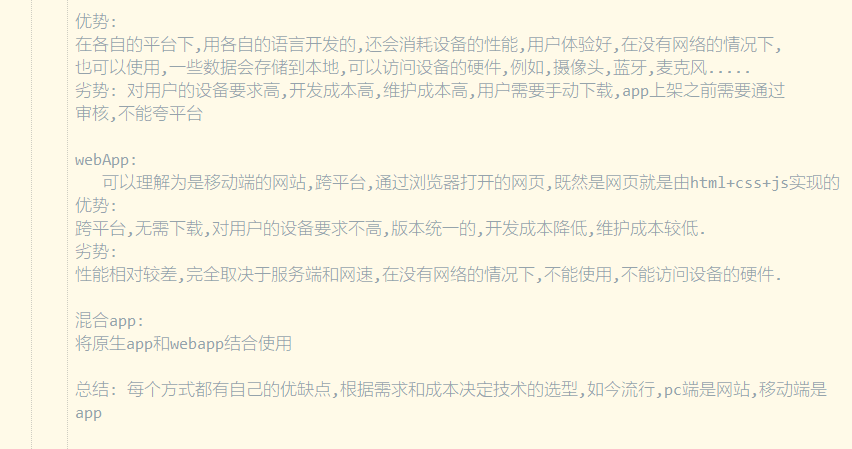 优势:
在各自的平台下,用各自的语言开发的,还会消耗设备的性能,用户体验好,在没有网络的情况下,
也可以使用,一些数据会存储到本地,可以访问设备的硬件,例如,摄像头,蓝牙,麦克风.....
劣势: 对用户的设备要求高,开发成本高,维护成本高,用户需要手动下载,app上架之前需要通过
审核,不能夸平台
webApp:
可以理解为是移动端的网站,跨平台,通过浏览器打开的网页,既然是网页就是由html+css+js实现的
优势:
跨平台,无需下载,对用户的设备要求不高,版本统一的,开发成本降低,维护成本较低.
劣势:
性能相对较差,完全取决于服务端和网速,在没有网络的情况下,不能使用,不能访问设备的硬件.
混合app:
将原生app和webapp结合使用
总结: 每个方式都有自己的优缺点,根据需求和成本决定技术的选型,如今流行,pc端是网站,移动端是
app